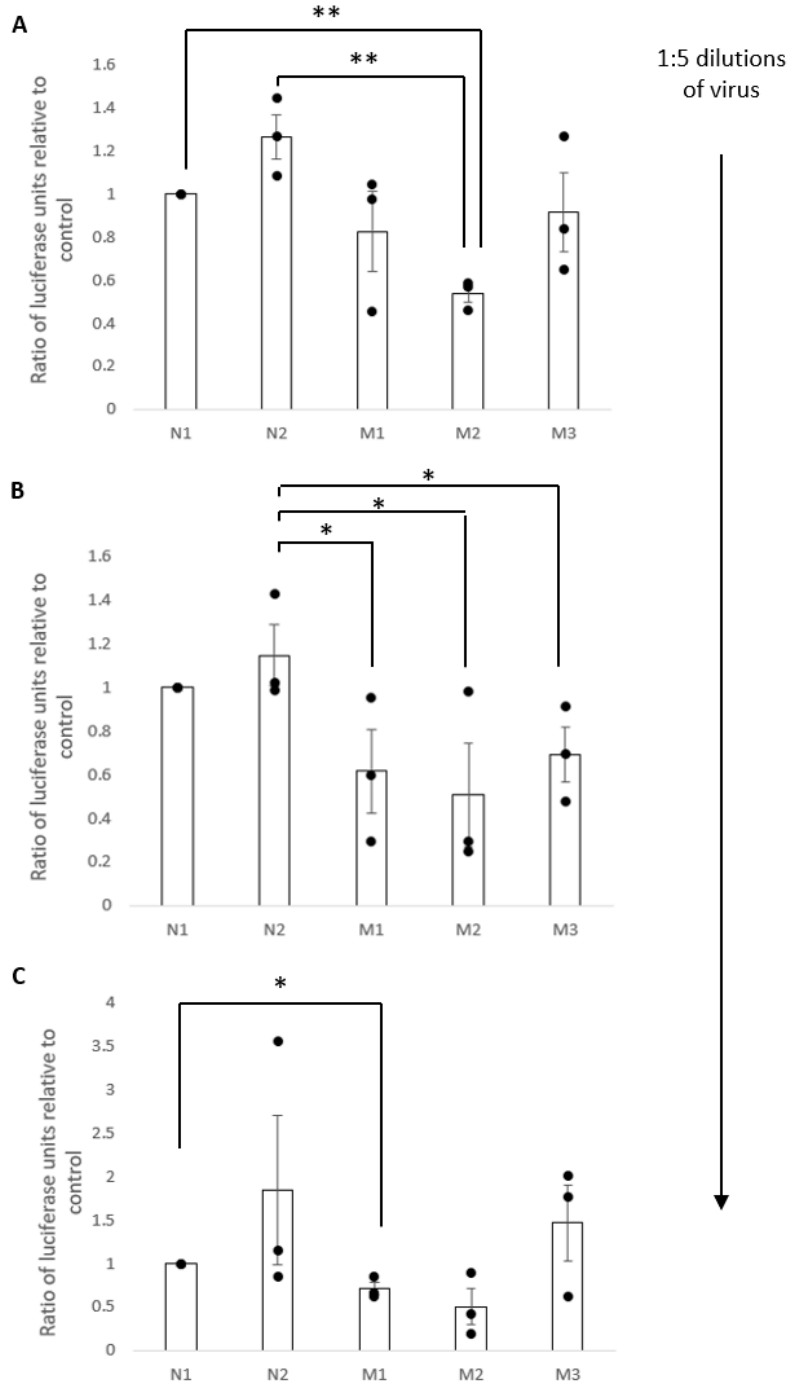 A
**
**
1:5 dilutions
of virus
Ratio of luciferase units relative to
control
1.6
1.4
1.2
1
0.8
0.6
0.4
0.2
0
N1 N2 M1 M2 M3
B
*
*
*
Ratio of luciferase units relative to
control
1.6
1.4
1.2
1
0.8
0.6
0.4
0.2
0
N1 N2 M1 M2 M3
C
*
Ratio of luciferase units relative to
control
4
3.5
3
2.5
2
1.5
1
0.5
0
N1 N2 M1 M2 M3